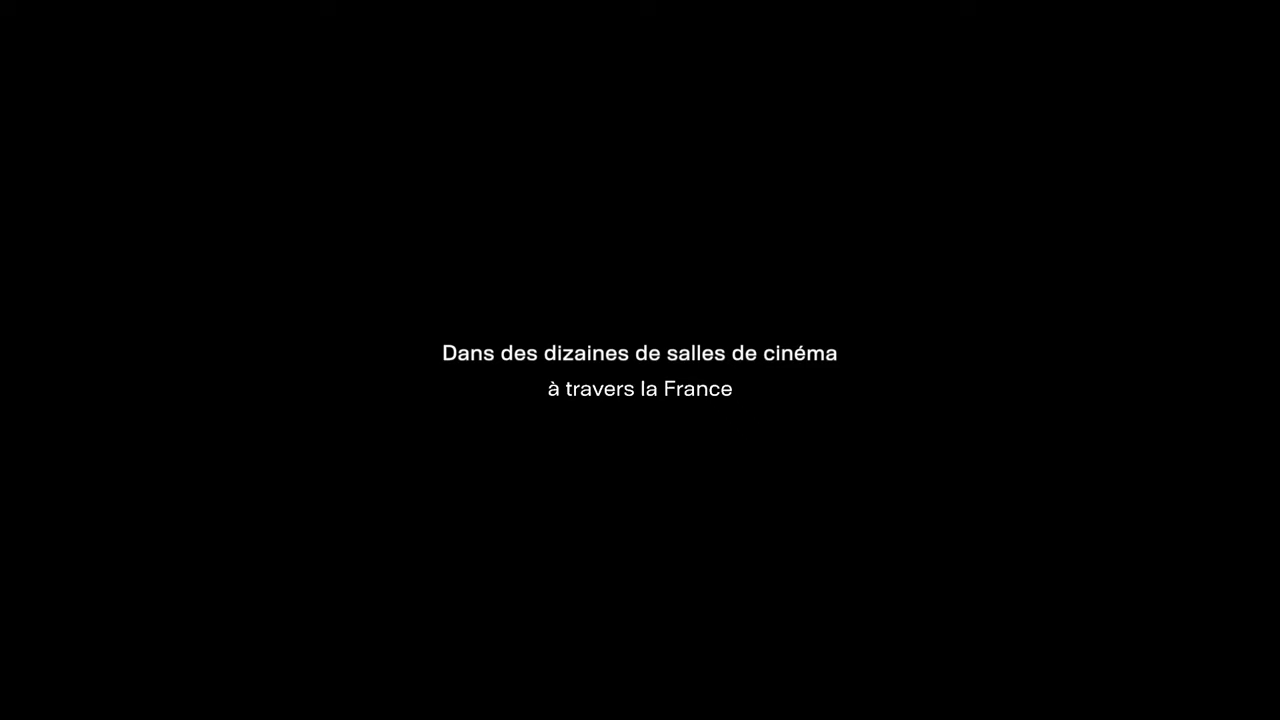 Dans des dizaines de salles de cinéma
à travers la France